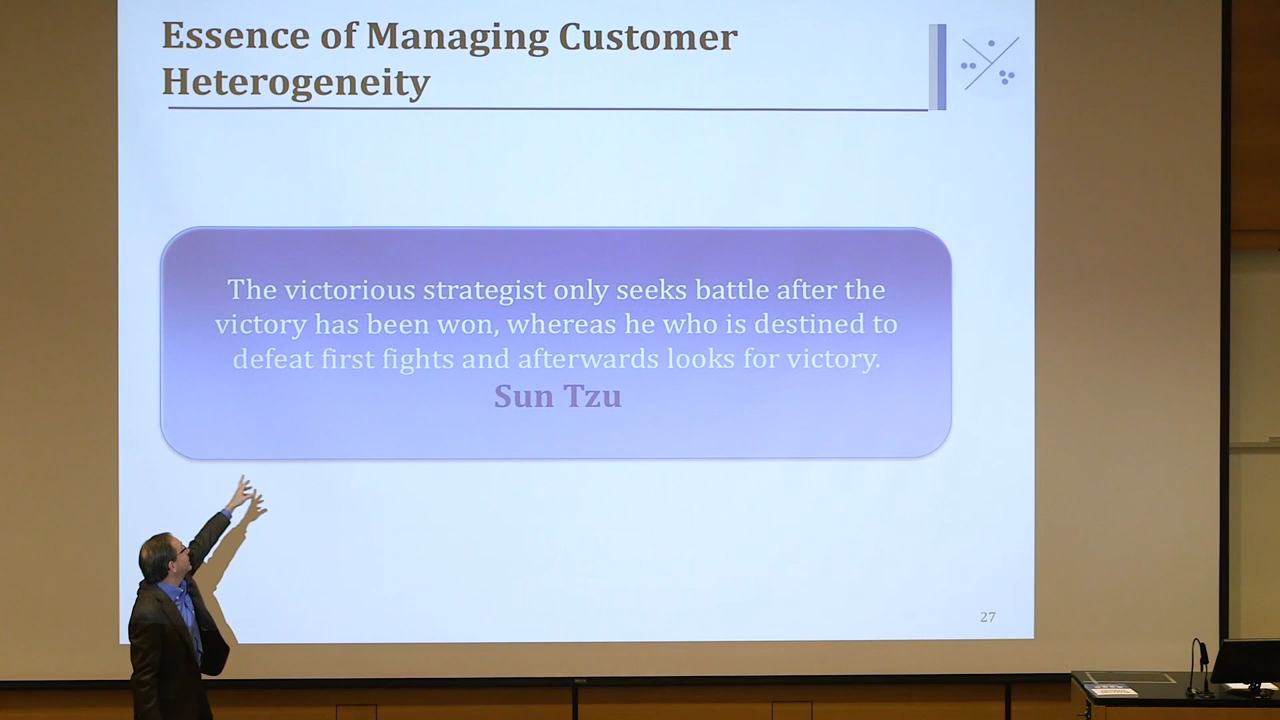 Essence of Managing Customer
Heterogeneity
The victorious strategist only seeks battle after the
victory has been won, whereas he who is destined to
defeat first fights and afterwards looks for victory.
Sun Tzu
27